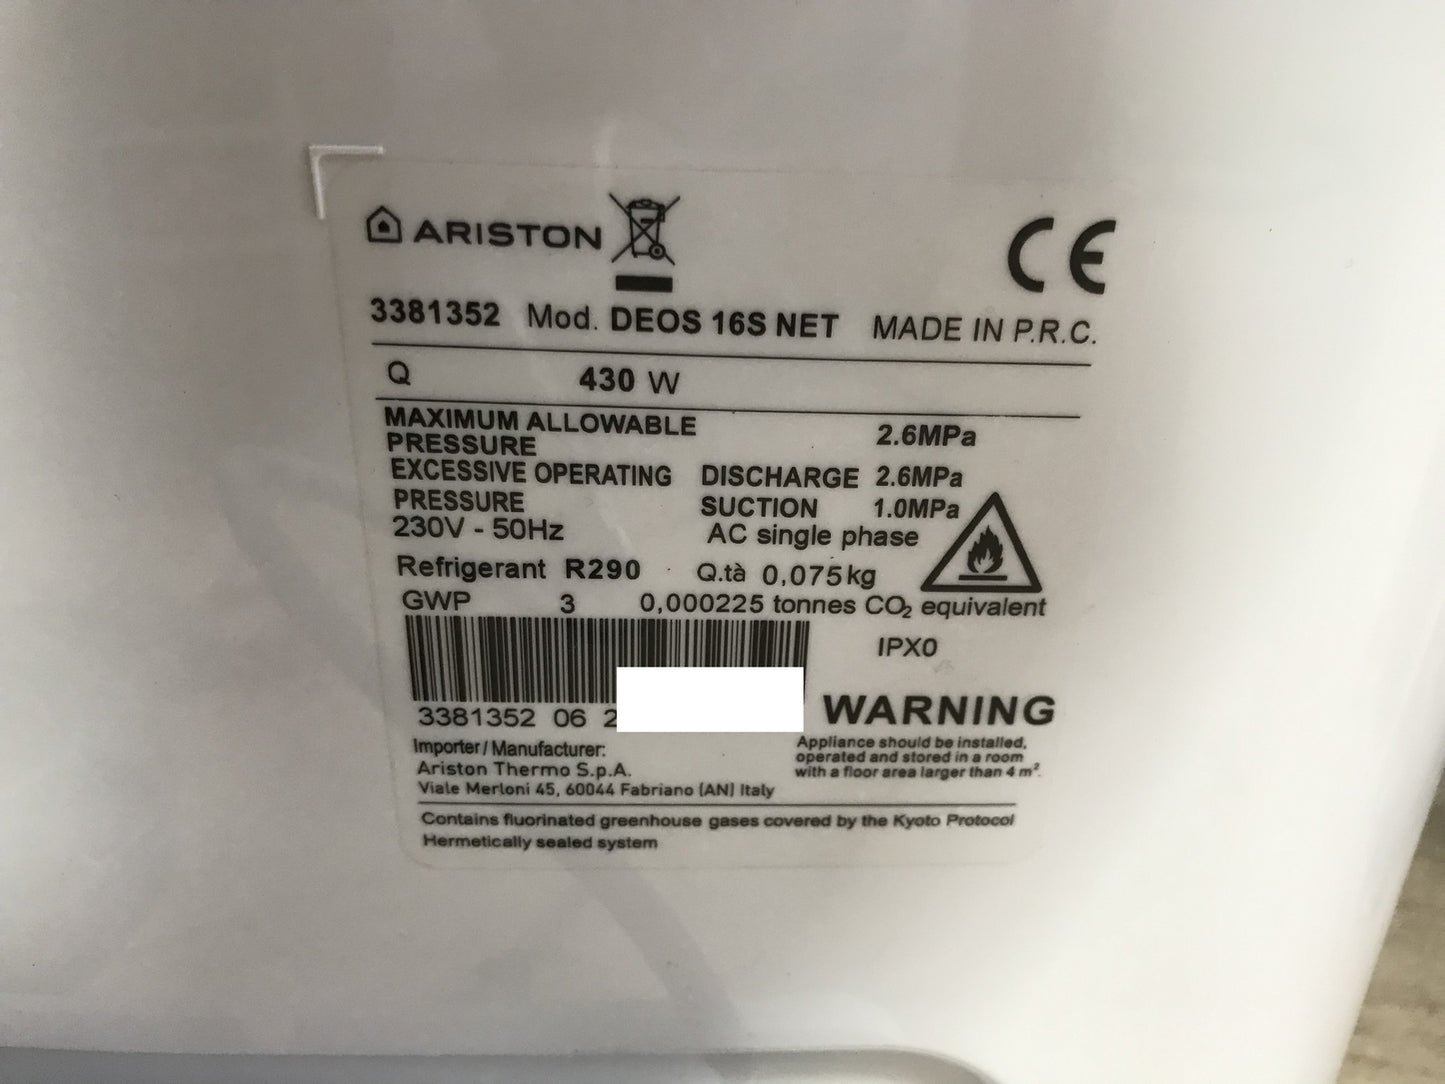 ARISTON
3381352 Mod. DEOS 16S NET MADE IN P.R.C.
Q 430 W
MAXIMUM ALLOWABLE
PRESSURE 2.6MPa
EXCESSIVE OPERATING DISCHARGE 2.6MPa
PRESSURE SUCTION 1.0MPa
230V - 50Hz AC single phase
Refrigerant R290 Q.tà 0,075kg
GWP 3 0,000225 tonnes CO₂ equivalent
IPX0
3381352 06 2
WARNING
Appliance should be installed,
operated and stored in a room
with a floor area larger than 4 m².
Importer/Manufacturer:
Ariston Thermo S.p.A.
Viale Merloni 45, 60044 Fabriano (AN) Italy
Contains fluorinated greenhouse gases covered by the Kyoto Protocol
Hermetically sealed system